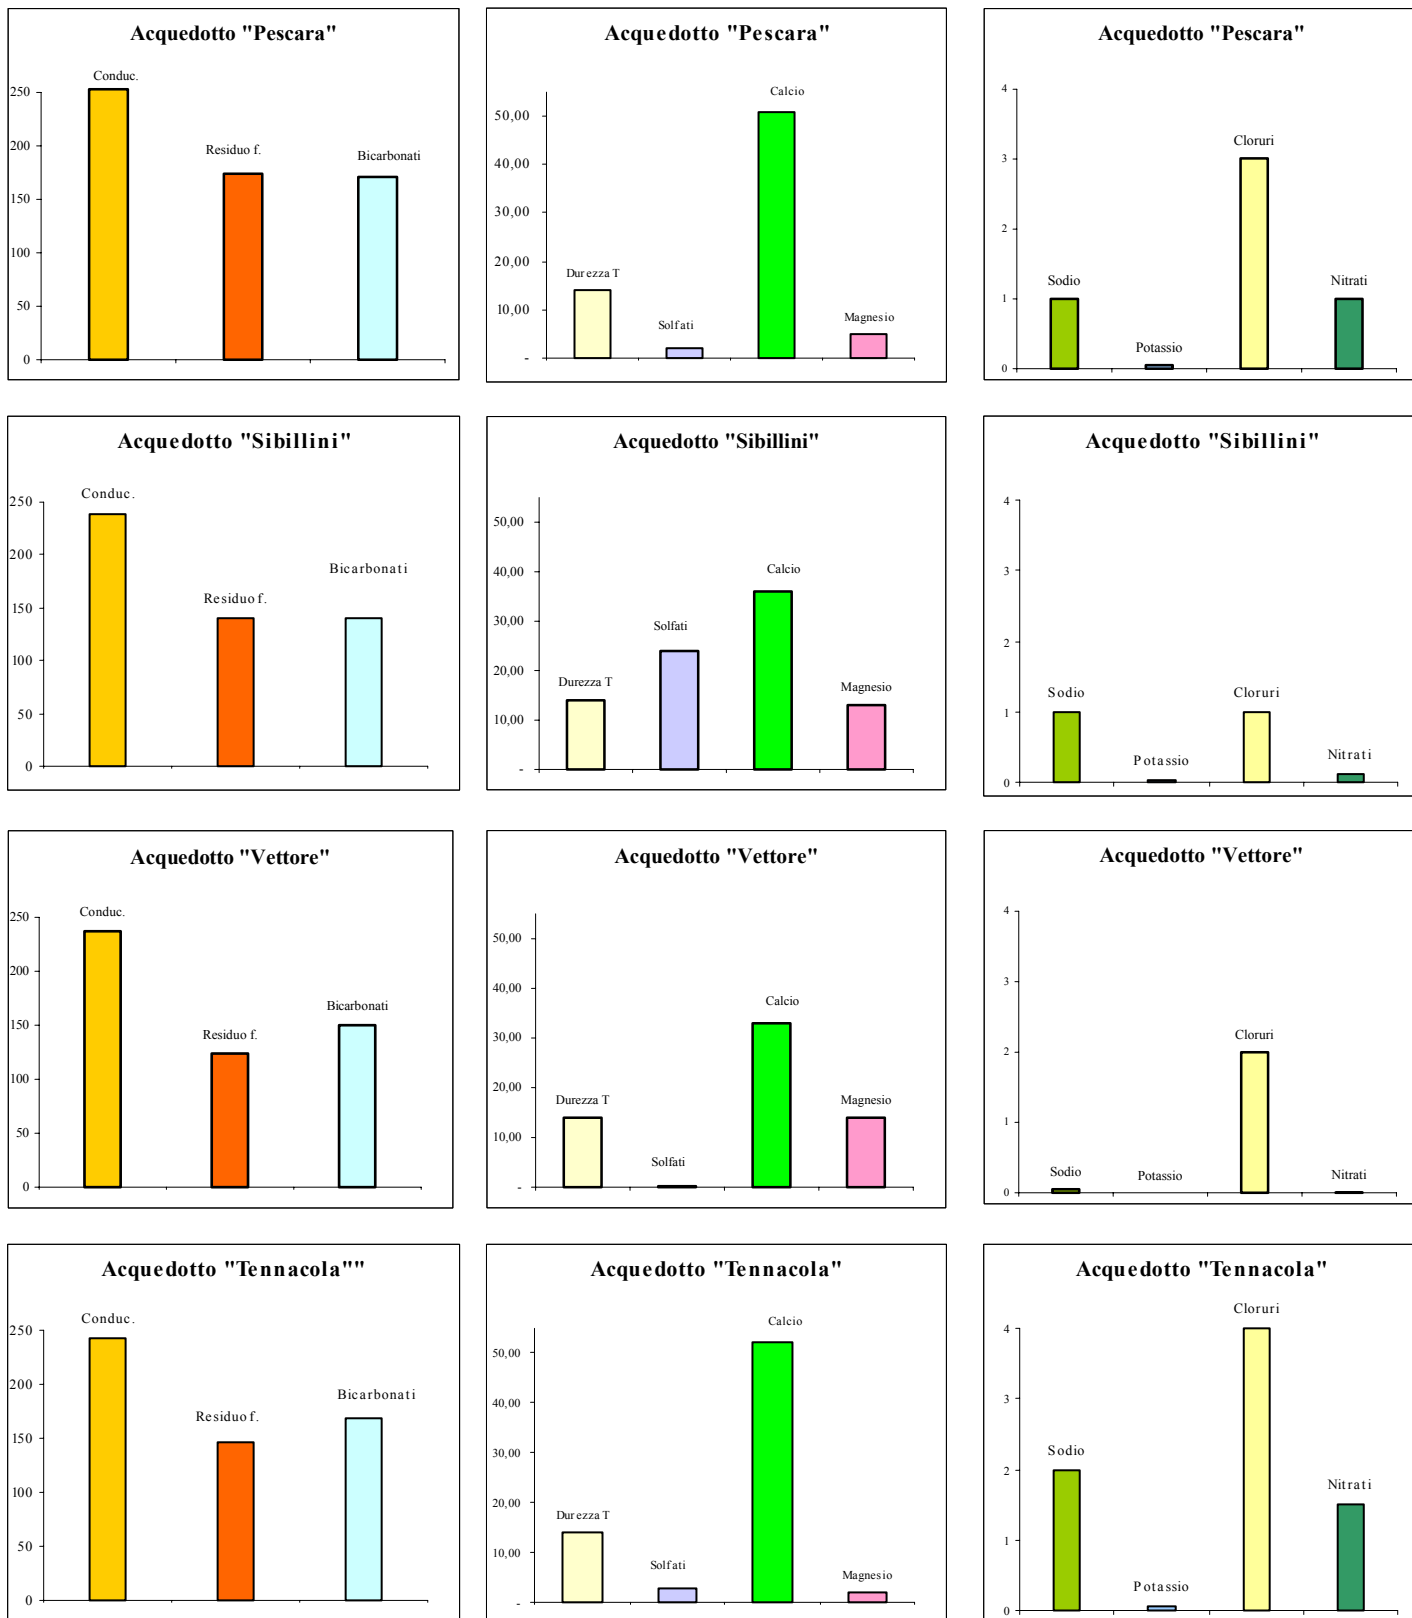 Acquedotto "Pescara"
Conduc.
Residuo f.
Bicarbonati
250
200
150
100
50
0
Acquedotto "Pescara"
Calcio
Durezza T
Solfati
Magnesio
50,00
40,00
30,00
20,00
10,00
-
Acquedotto "Pescara"
Cloruri
Sodio
Nitrati
Potassio
4
3
2
1
0
Acquedotto "Sibillini"
Conduc.
Bicarbonati
Residuo f.
250
200
150
100
50
0
Acquedotto "Sibillini"
Calcio
Solfati
Durezza T
Magnesio
50,00
40,00
30,00
20,00
10,00
-
Acquedotto "Sibillini"
Sodio
Cloruri
Potassio
Nitrati
4
3
2
1
0
Acquedotto "Vettore"
Conduc.
Bicarbonati
Residuo f.
250
200
150
100
50
0
Acquedotto "Vettore"
Calcio
Durezza T
Magnesio
Solfati
50,00
40,00
30,00
20,00
10,00
-
Acquedotto "Vettore"
Cloruri
Sodio
Potassio
Nitrati
4
3
2
1
0
Acquedotto "Tennacola""
Conduc.
Bicarbonati
Residuo f.
250
200
150
100
50
0
Acquedotto "Tennacola"
Calcio
Durezza T
Solfati
Magnesio
50,00
40,00
30,00
20,00
10,00
-
Acquedotto "Tennacola"
Cloruri
Sodio
Nitrati
Potassio
4
3
2
1
0